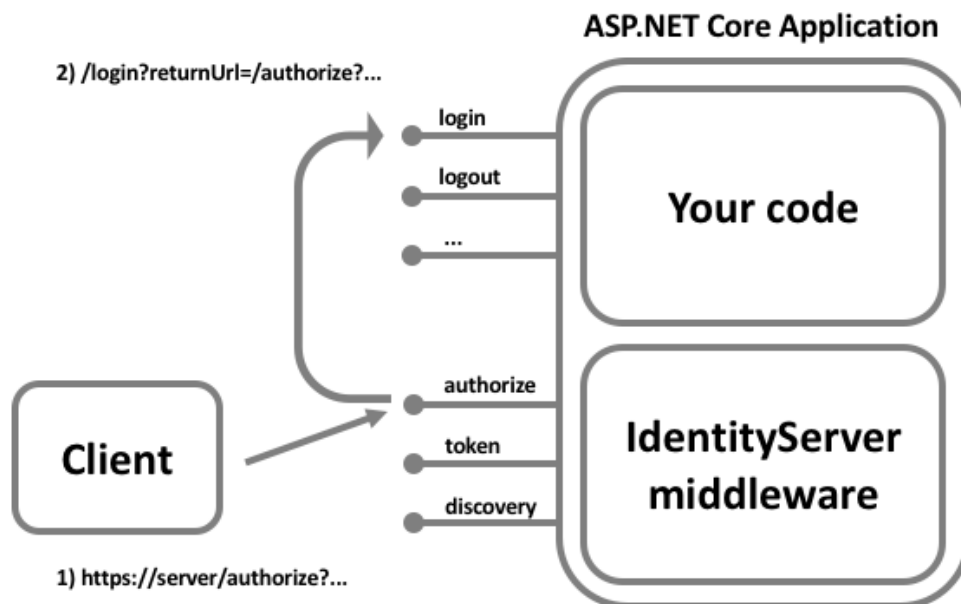 ASP.NET Core Application
2) /login?returnUrl=/authorize?...
login
logout
...
Your code
authorize
token
discovery
IdentityServer
middleware
Client
1) https://server/authorize?...